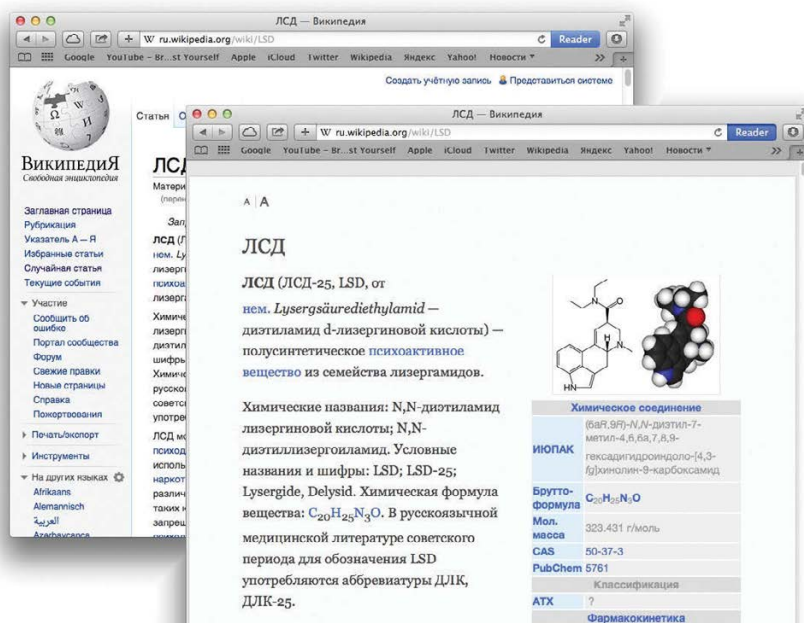 ЛСД — Википедия
W ru.wikipedia.org/wiki/LSD
Reader
Google YouTube – Br...st Yourself Apple iCloud Twitter Wikipedia Яндекс Yahoo! Новости
Создать учётную запись Представиться системе
ВикипедиЯ
Свободная энциклопедия
Заглавная страница
Рубрикация
Указатель А — Я
Избранные статьи
Случайная статья
Текущие события
Участие
Сообщить об
ошибке
Портал сообщества
Форум
Свежие правки
Новые страницы
Справка
Пожертвования
Печать/экспорт
Инструменты
На других языках
Afrikaans
Alemannisch
العربية
Azərbaycanca
Статья
ЛСД — Википедия
W ru.wikipedia.org/wiki/LSD
Reader
Google YouTube – Br...st Yourself Apple iCloud Twitter Wikipedia Яндекс Yahoo! Новости
A | A
ЛСД
ЛСД (ЛСД-25, LSD, от
нем. Lysergsäurediethylamid —
диэтиламид d-лизергиновой кислоты) —
полусинтетическое психоактивное
вещество из семейства лизергамидов.
Химические названия: N,N-диэтиламид
лизергиновой кислоты; N,N-
диэтиллизергоиламид. Условные
названия и шифры: LSD; LSD-25;
Lysergide, Delysid. Химическая формула
вещества: C₂₀H₂₅N₃O. В русскоязычной
медицинской литературе советского
периода для обозначения LSD
употребляются аббревиатуры ДЛК,
ДЛК-25.
N
O
H
N
HN
Химическое соединение
ИЮПАК
(6aR,9R)-N,N-диэтил-7-
метил-4,6,6a,7,8,9-
гексадигидроиндоло-[4,3-
fg]хинолин-9-карбоксамид
Брутто-
формула C₂₀H₂₅N₃O
Мол.
масса 323.431 г/моль
CAS 50-37-3
PubChem 5761
Классификация
АТХ ?
Фармакокинетика